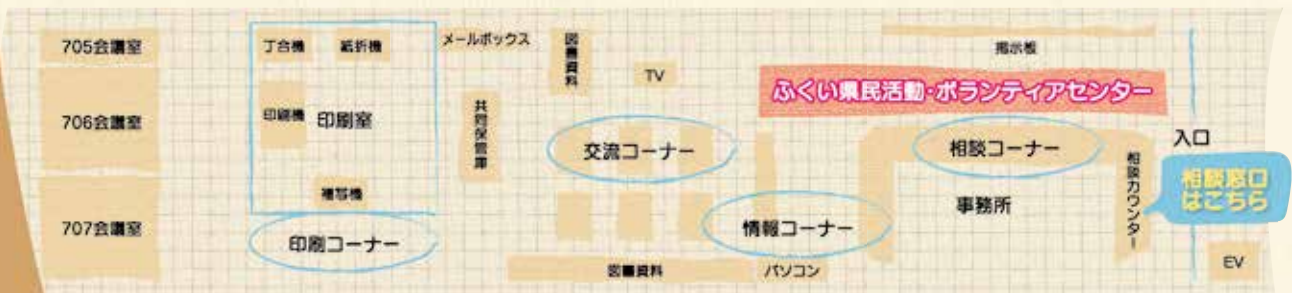 705会議室
706会議室
707会議室
丁合機
紙折機
印刷機
印刷室
複写機
印刷コーナー
メールボックス
共同保管庫
図書資料
TV
交流コーナー
図書資料
情報コーナー
パソコン
掲示板
ふくい県民活動・ボランティアセンター
相談コーナー
事務所
相談カウンター
入口
相談窓口
はこちら
EV